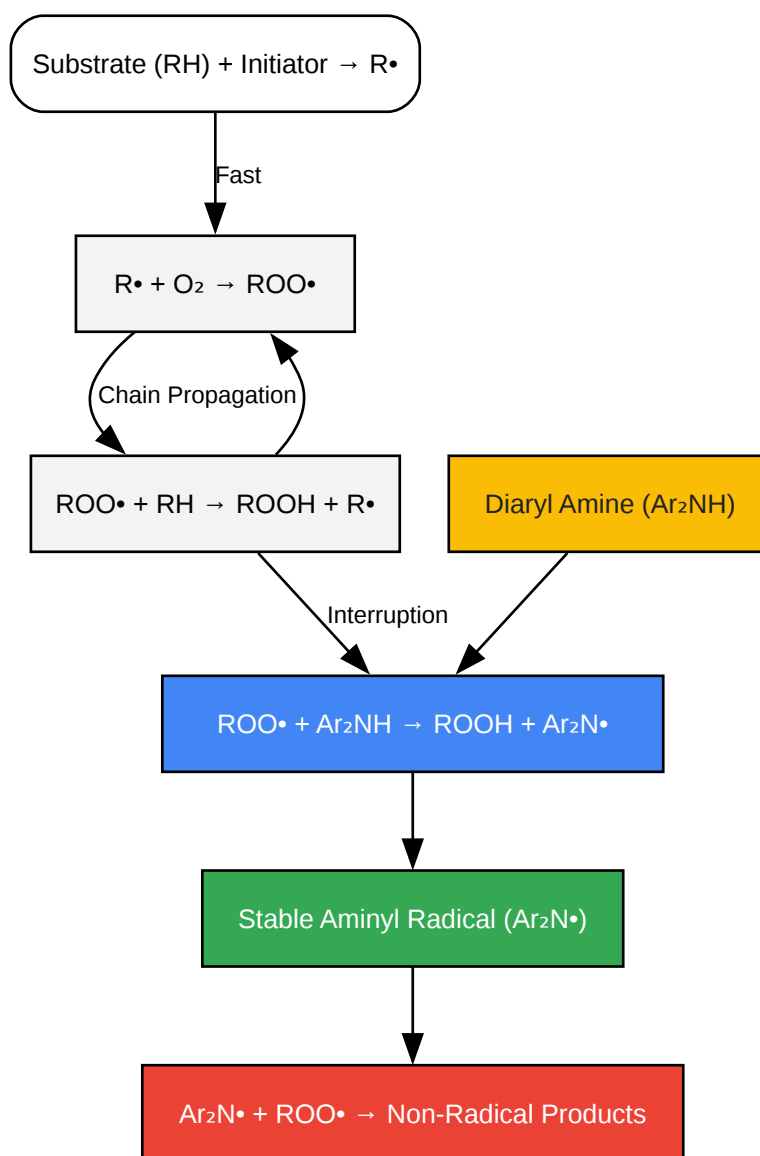 Substrate (RH) + Initiator → R•
Fast
R• + O₂ → ROO•
Chain Propagation
ROO• + RH → ROOH + R•
Diaryl Amine (Ar₂NH)
Interruption
ROO• + Ar₂NH → ROOH + Ar₂N•
Stable Aminyl Radical (Ar₂N•)
Ar₂N• + ROO• → Non-Radical Products